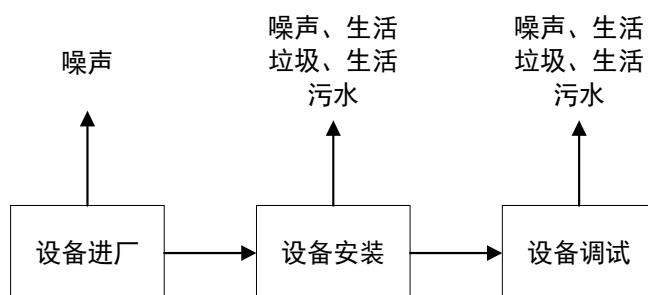 噪声
噪声、生活
垃圾、生活
污水
噪声、生活
垃圾、生活
污水
设备进厂
设备安装
设备调试